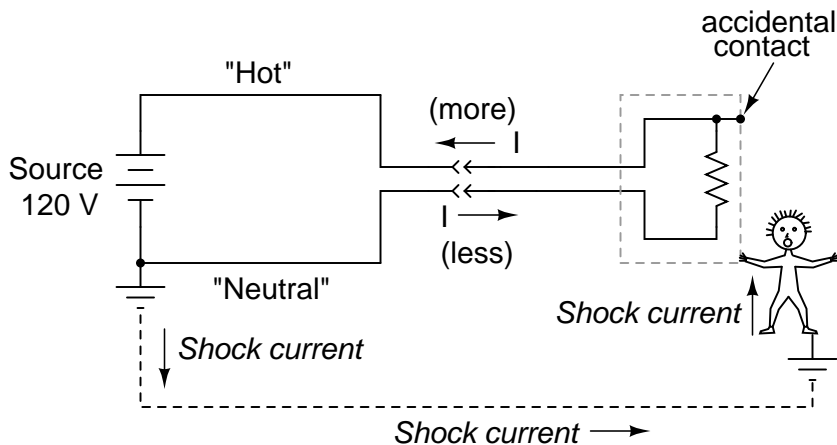 accidental
contact
"Hot"
(more)
I
Source
120 V
I
(less)
"Neutral"
Shock current
Shock current
Shock current